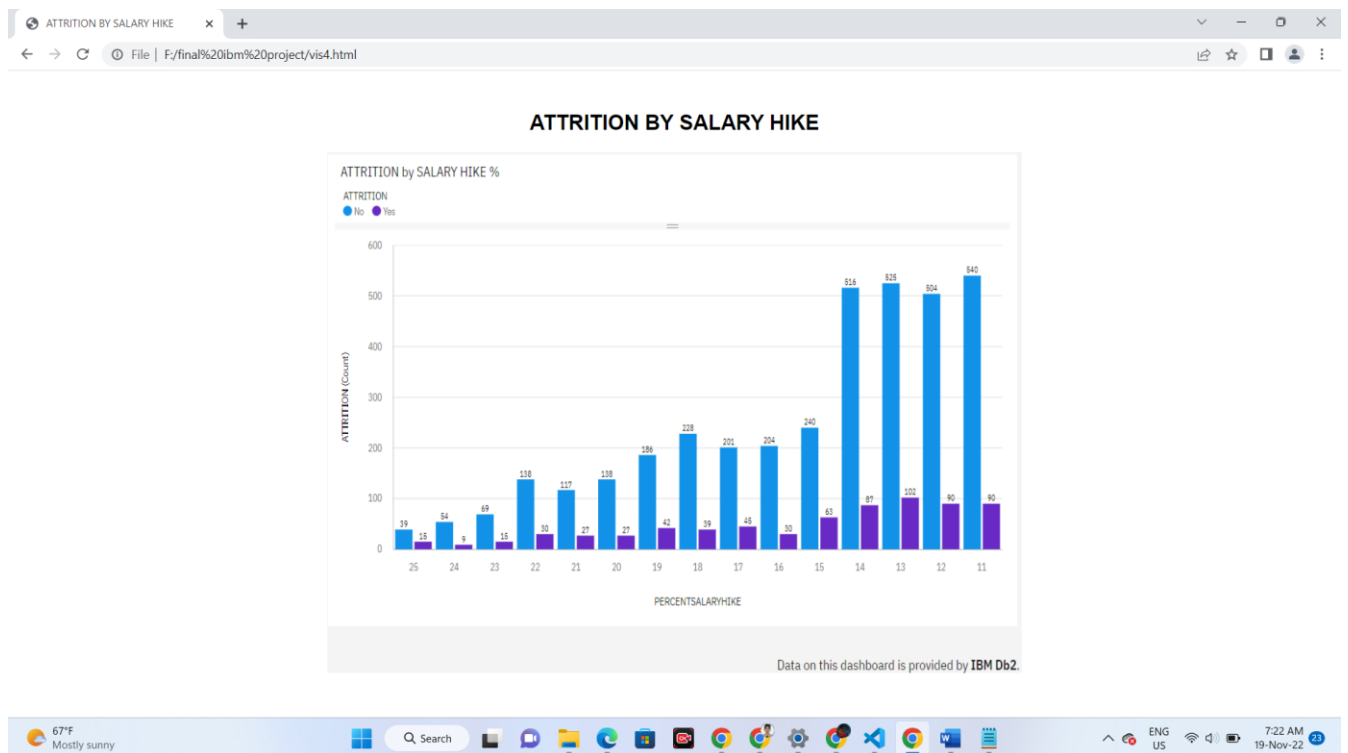 ATTRITION BY SALARY HIKE
File | F:/final%20ibm%20project/vis4.html
ATTRITION BY SALARY HIKE
ATTRITION by SALARY HIKE %
ATTRITION
No Yes
600
500
400
300
200
100
0
ATTRITION (Count)
39 15 54 9 69 15 138 30 117 27 138 27 186 42 228 39 201 45 204 30 240 63 516 87 525 102 504 90 540 90
25 24 23 22 21 20 19 18 17 16 15 14 13 12 11
PERCENTSALARYHIKE
Data on this dashboard is provided by IBM Db2.
67°F
Mostly sunny
Search
ENG
US
7:22 AM
19-Nov-22
23